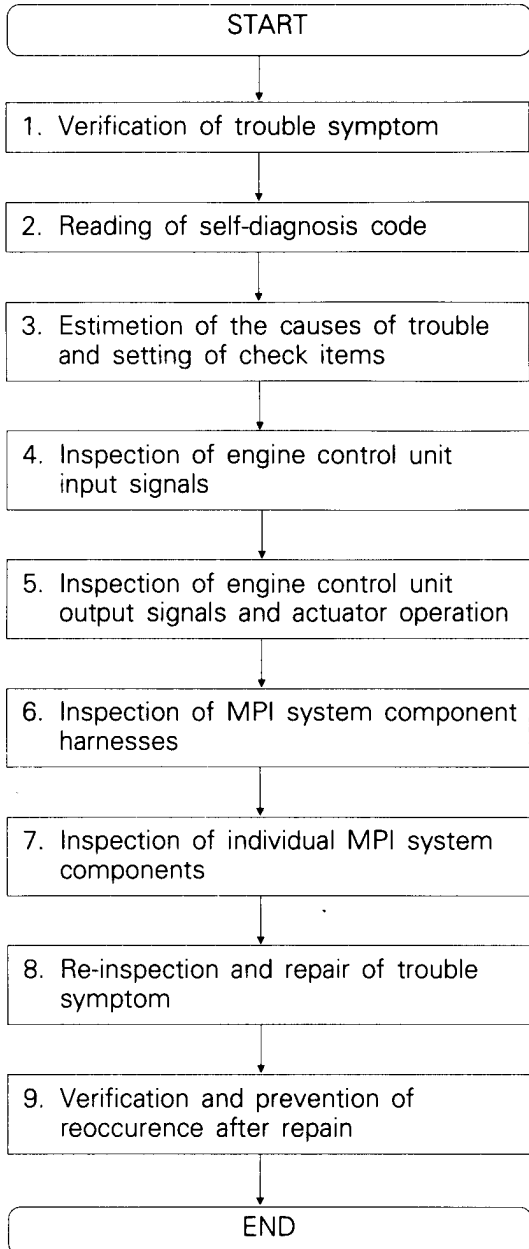 START
1. Verification of trouble symptom
2. Reading of self-diagnosis code
3. Estimetion of the causes of trouble
and setting of check items
4. Inspection of engine control unit
input signals
5. Inspection of engine control unit
output signals and actuator operation
6. Inspection of MPI system component
harnesses
7. Inspection of individual MPI system
components
8. Re-inspection and repair of trouble
symptom
9. Verification and prevention of
reoccurence after repain
END